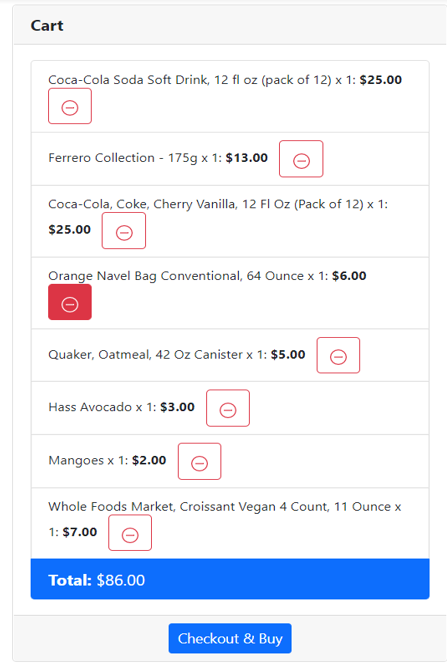 Cart
Coca-Cola Soda Soft Drink, 12 fl oz (pack of 12) x 1: $25.00
Ferrero Collection - 175g x 1: $13.00
Coca-Cola, Coke, Cherry Vanilla, 12 Fl Oz (Pack of 12) x 1:
$25.00
Orange Navel Bag Conventional, 64 Ounce x 1: $6.00
Quaker, Oatmeal, 42 Oz Canister x 1: $5.00
Hass Avocado x 1: $3.00
Mangoes x 1: $2.00
Whole Foods Market, Croissant Vegan 4 Count, 11 Ounce x
1: $7.00
Total: $86.00
Checkout & Buy